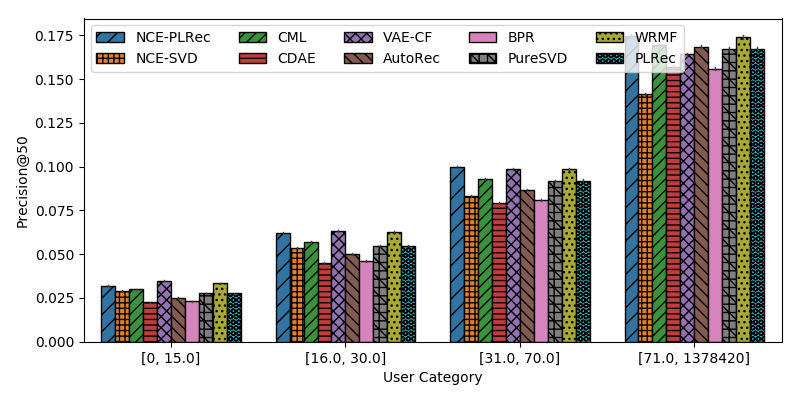 NCE-PLRec CML VAE-CF BPR WRMF
NCE-SVD CDAE AutoRec PureSVD PLRec
0.175
0.150
0.125
0.100
0.075
0.050
0.025
0.000
Precision@50
[0, 15.0] [16.0, 30.0] [31.0, 70.0] [71.0, 1378420]
User Category